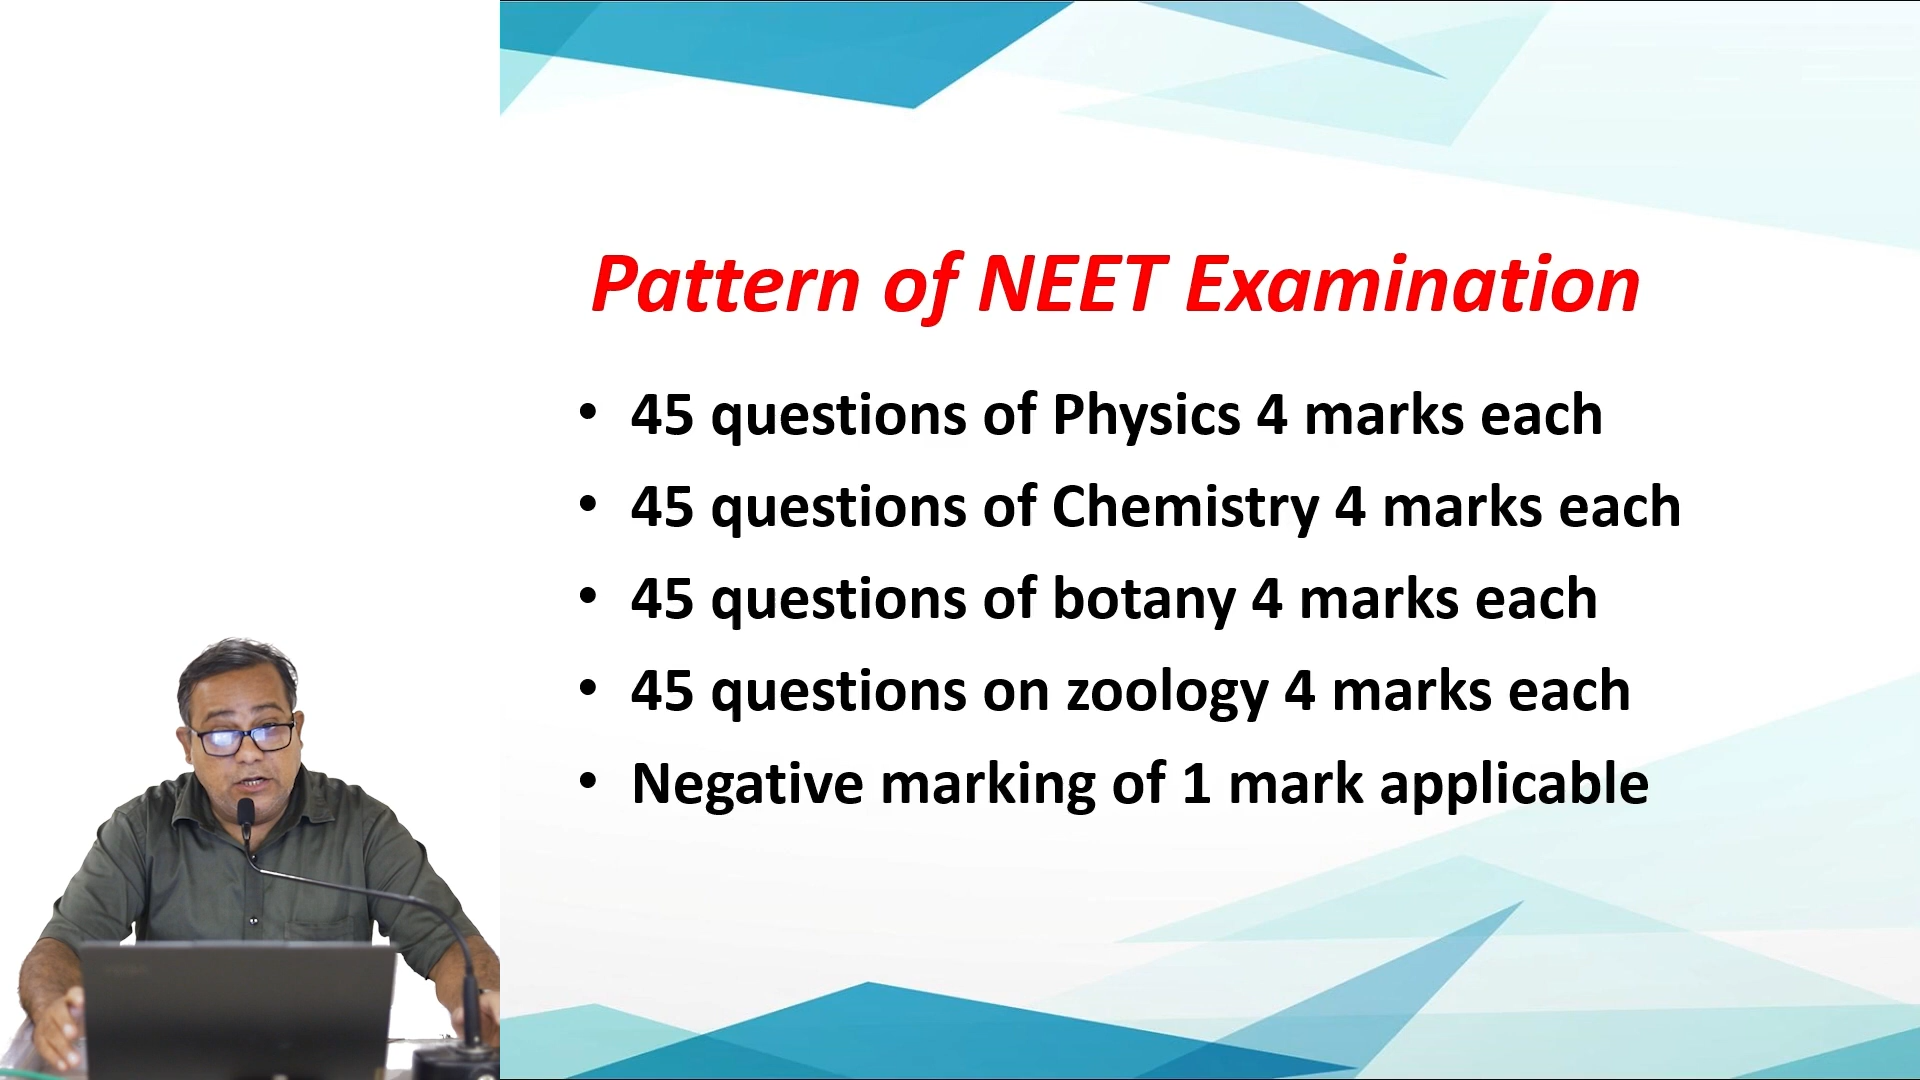 Pattern of NEET Examination
• 45 questions of Physics 4 marks each
• 45 questions of Chemistry 4 marks each
• 45 questions of botany 4 marks each
• 45 questions on zoology 4 marks each
• Negative marking of 1 mark applicable